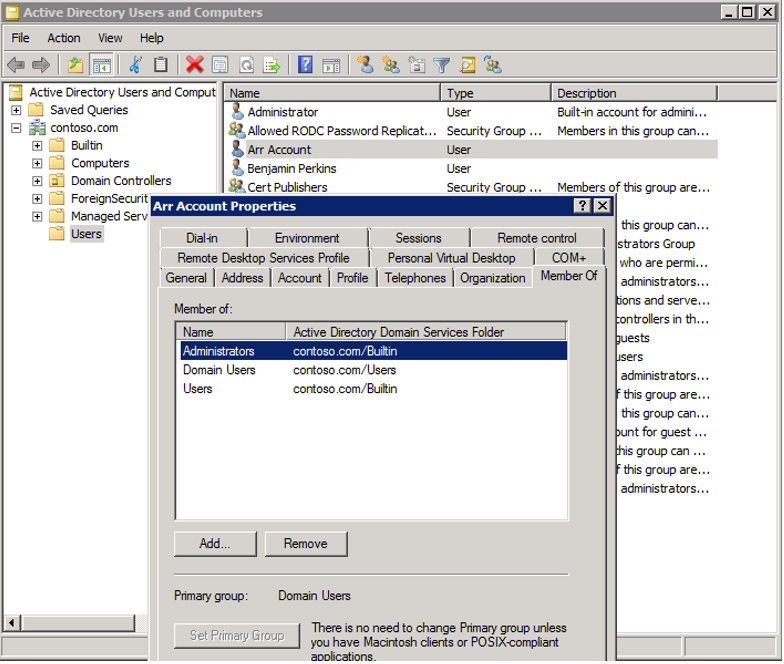 Active Directory Users and Computers
File Action View Help
Active Directory Users and Comput
Saved Queries
contoso.com
Builtin
Computers
Domain Controllers
ForeignSecurit
Managed Serv
Users
Name Type Description
Administrator User Built-in account for admini...
Allowed RODC Password Replicat... Security Group ... Members in this group can...
Arr Account User
Benjamin Perkins User
Cert Publishers Security Group ... Members of this group are...
Arr Account Properties
Dial-in Environment Sessions Remote control
Remote Desktop Services Profile Personal Virtual Desktop COM+
General Address Account Profile Telephones Organization Member Of
Member of:
Name Active Directory Domain Services Folder
Administrators contoso.com/Builtin
Domain Users contoso.com/Users
Users contoso.com/Builtin
Add... Remove
Primary group: Domain Users
Set Primary Group
There is no need to change Primary group unless
you have Macintosh clients or POSIX-compliant
applications.
this group can...
strators Group
who are permi...
administrators...
tions and serve...
controllers in th...
guests
users
administrators...
f this group are...
this group can...
ount for guest ...
this group can ...
f this group are...
administrators...